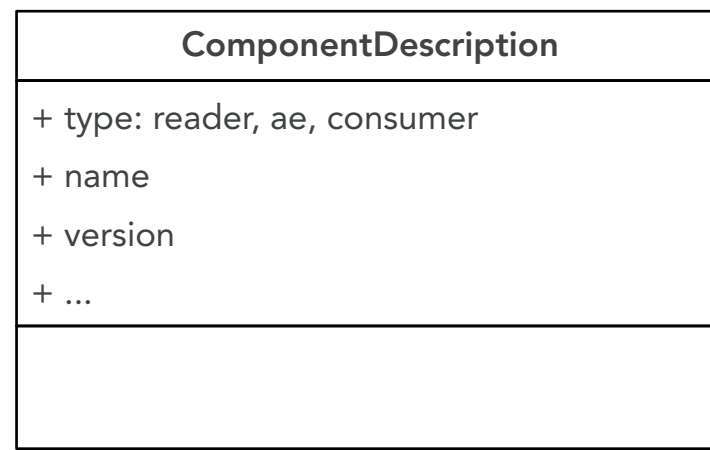 ComponentDescription
+ type: reader, ae, consumer
+ name
+ version
+ ...